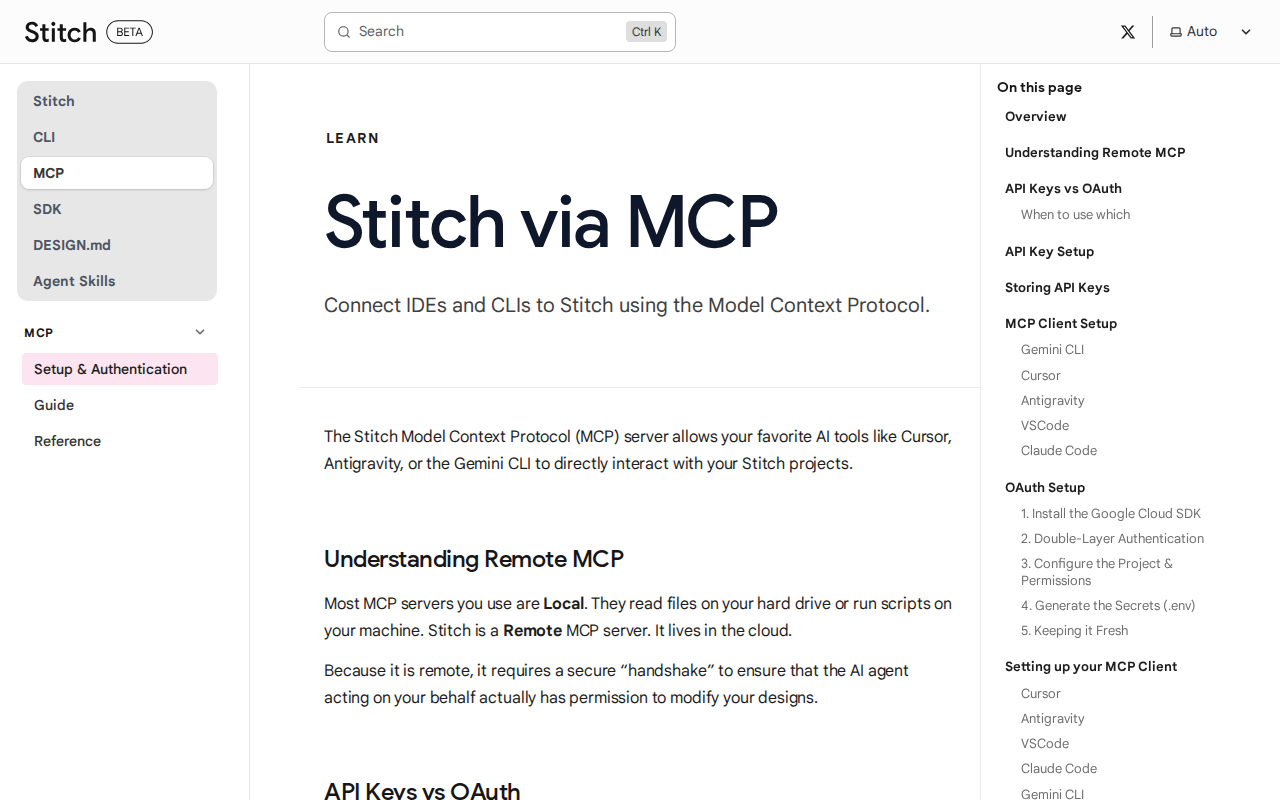 Stitch BETA
Search Ctrl K
Auto
Stitch
CLI
MCP
SDK
DESIGN.md
Agent Skills
MCP
Setup & Authentication
Guide
Reference
LEARN
Stitch via MCP
Connect IDEs and CLIs to Stitch using the Model Context Protocol.
The Stitch Model Context Protocol (MCP) server allows your favorite AI tools like Cursor,
Antigravity, or the Gemini CLI to directly interact with your Stitch projects.
Understanding Remote MCP
Most MCP servers you use are Local. They read files on your hard drive or run scripts on
your machine. Stitch is a Remote MCP server. It lives in the cloud.
Because it is remote, it requires a secure “handshake” to ensure that the AI agent
acting on your behalf actually has permission to modify your designs.
API Keys vs OAuth
On this page
Overview
Understanding Remote MCP
API Keys vs OAuth
When to use which
API Key Setup
Storing API Keys
MCP Client Setup
Gemini CLI
Cursor
Antigravity
VSCode
Claude Code
OAuth Setup
1. Install the Google Cloud SDK
2. Double-Layer Authentication
3. Configure the Project &
Permissions
4. Generate the Secrets (.env)
5. Keeping it Fresh
Setting up your MCP Client
Cursor
Antigravity
VSCode
Claude Code
Gemini CLI